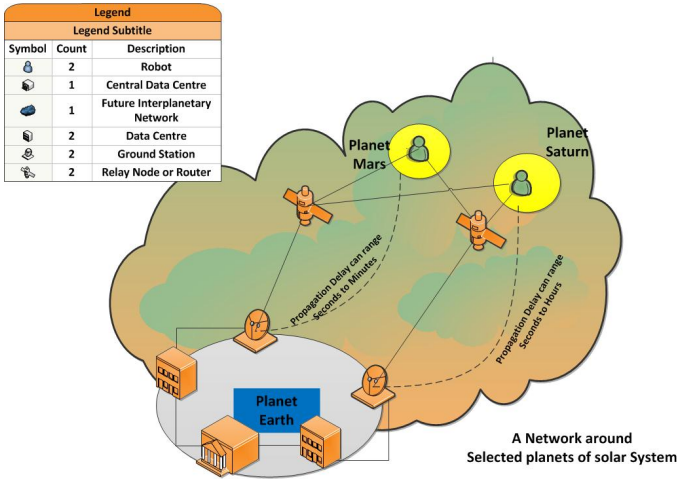 Legend
Legend Subtitle
Symbol Count Description
2 Robot
1 Central Data Centre
1 Future Interplanetary
Network
2 Data Centre
2 Ground Station
2 Relay Node or Router
Planet
Mars
Planet
Saturn
Propagation Delay can range
Seconds to Minutes
Propagation Delay can range
Seconds to Hours
Planet
Earth
A Network around
Selected planets of solar System